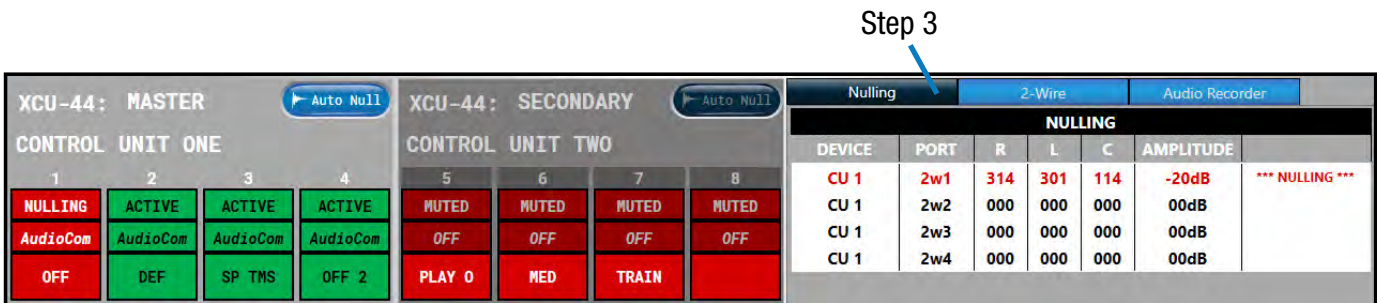 Step 3
XCU-44: MASTER Auto Null
CONTROL UNIT ONE
1 2 3 4
NULLING ACTIVE ACTIVE ACTIVE
AudioCom AudioCom AudioCom AudioCom
OFF DEF SP TMS OFF 2
XCU-44: SECONDARY Auto Null
CONTROL UNIT TWO
5 6 7 8
MUTED MUTED MUTED MUTED
OFF OFF OFF OFF
PLAY O MED TRAIN
Nulling 2-Wire Audio Recorder
NULLING
DEVICE PORT R L C AMPLITUDE
CU 1 2w1 314 301 114 -20dB *** NULLING ***
CU 1 2w2 000 000 000 00dB
CU 1 2w3 000 000 000 00dB
CU 1 2w4 000 000 000 00dB